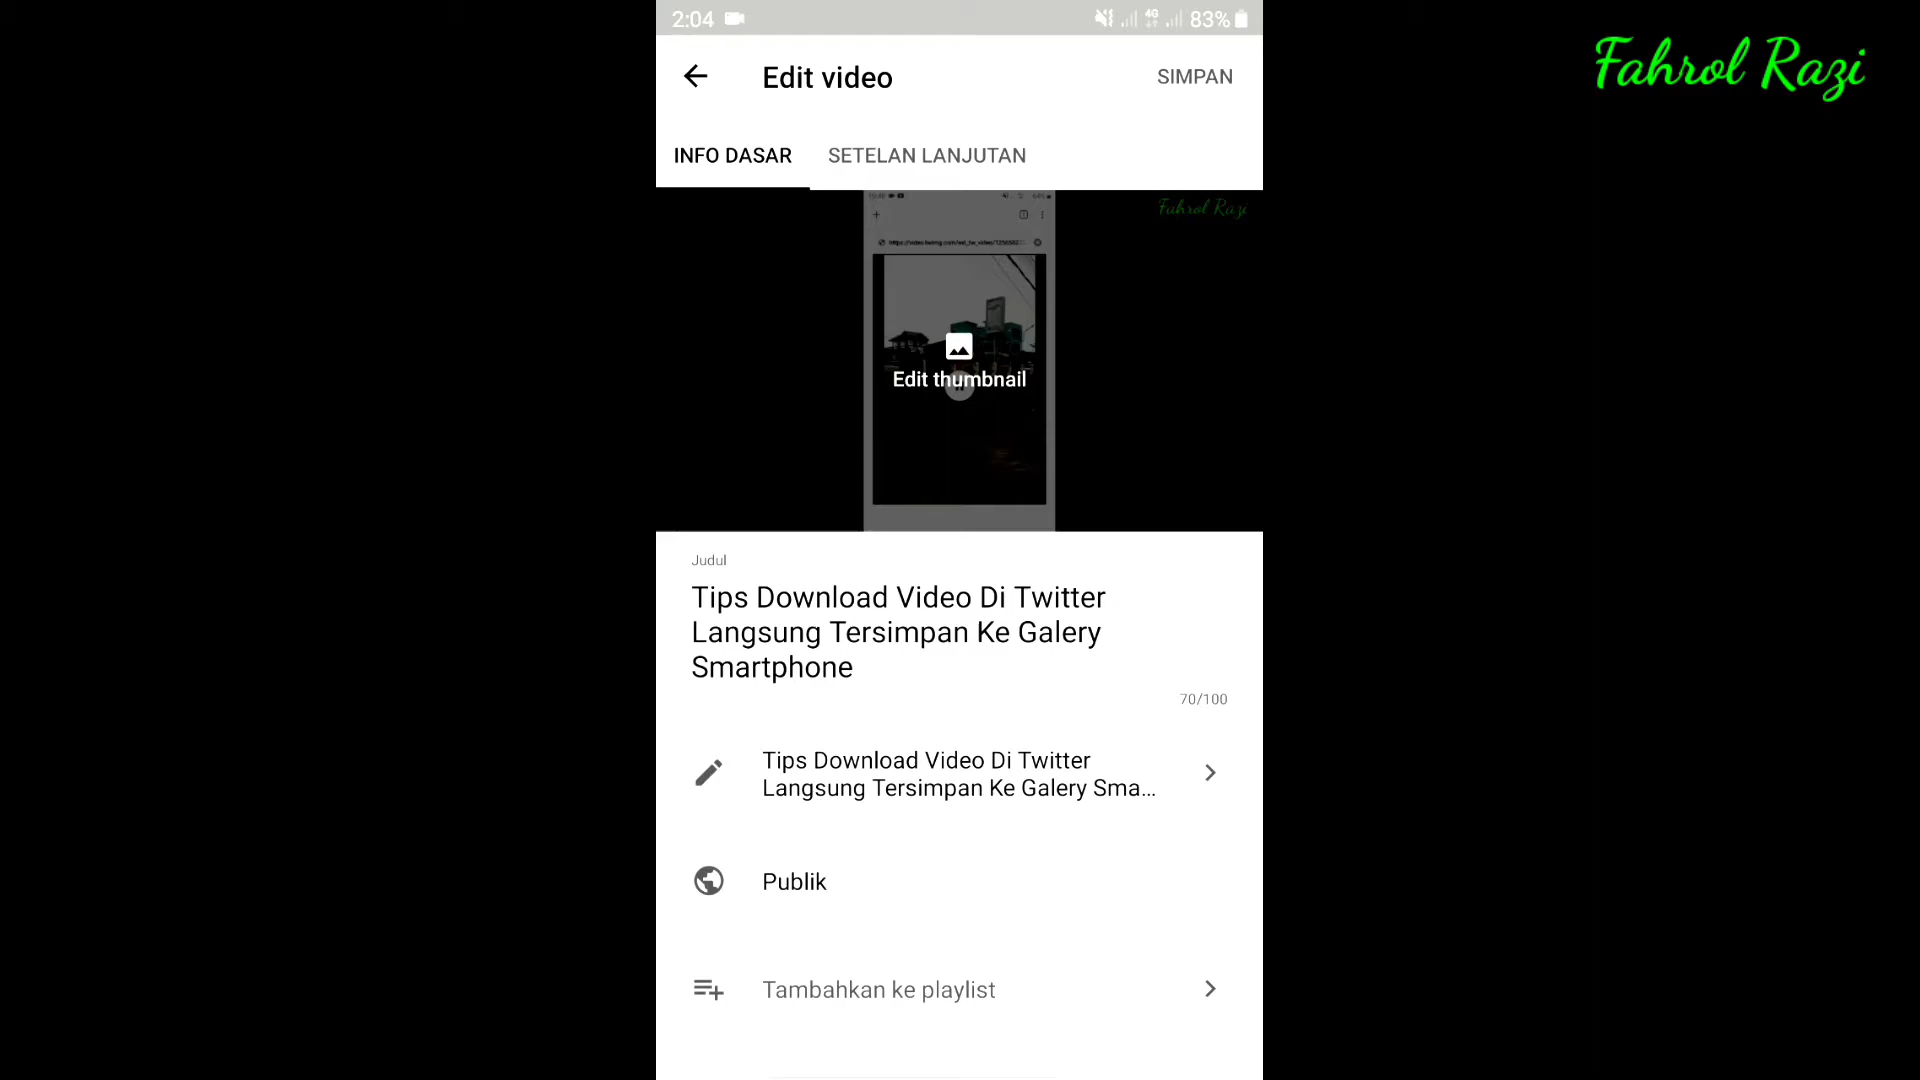 2:04
4G
83%
Fahrol Razi
Edit video
SIMPAN
INFO DASAR
SETELAN LANJUTAN
Fahrol Razi
Edit thumbnail
Judul
Tips Download Video Di Twitter
Langsung Tersimpan Ke Galery
Smartphone
70/100
Tips Download Video Di Twitter
Langsung Tersimpan Ke Galery Sma...
Publik
Tambahkan ke playlist